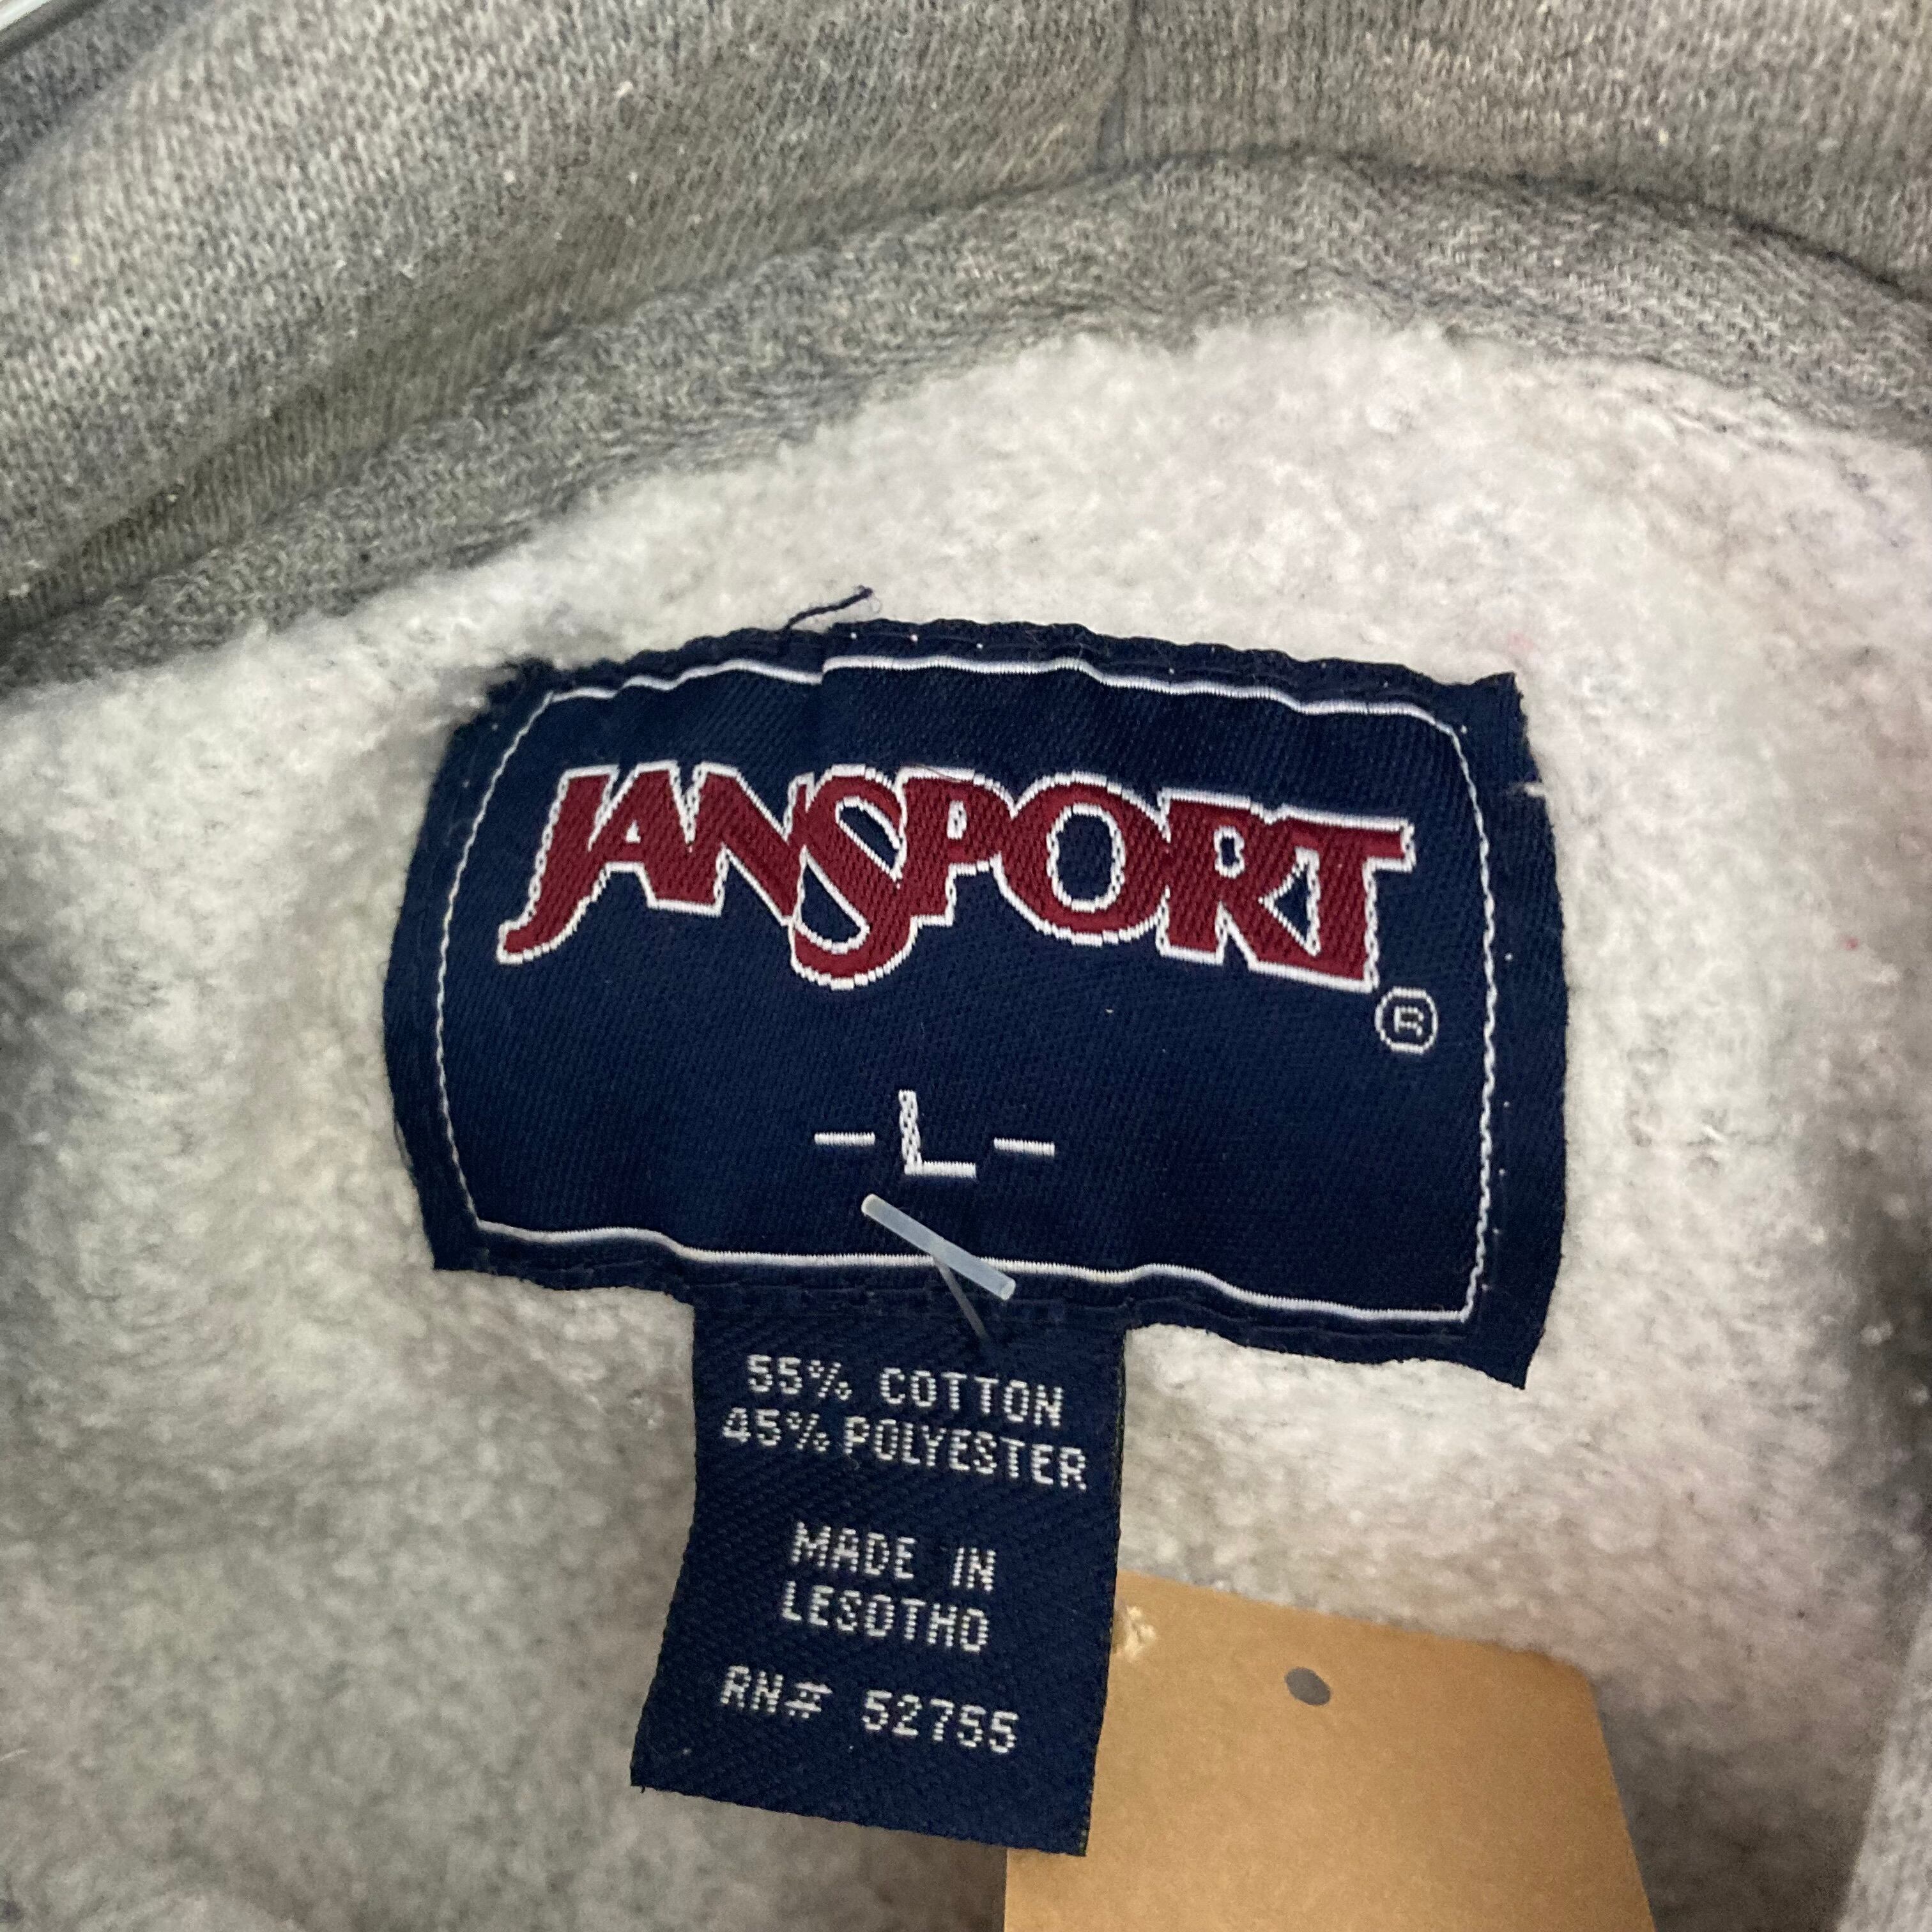 JANSPORT
®
-L-
55% COTTON
45% POLYESTER
MADE IN
LESOTHO
RN# 52755